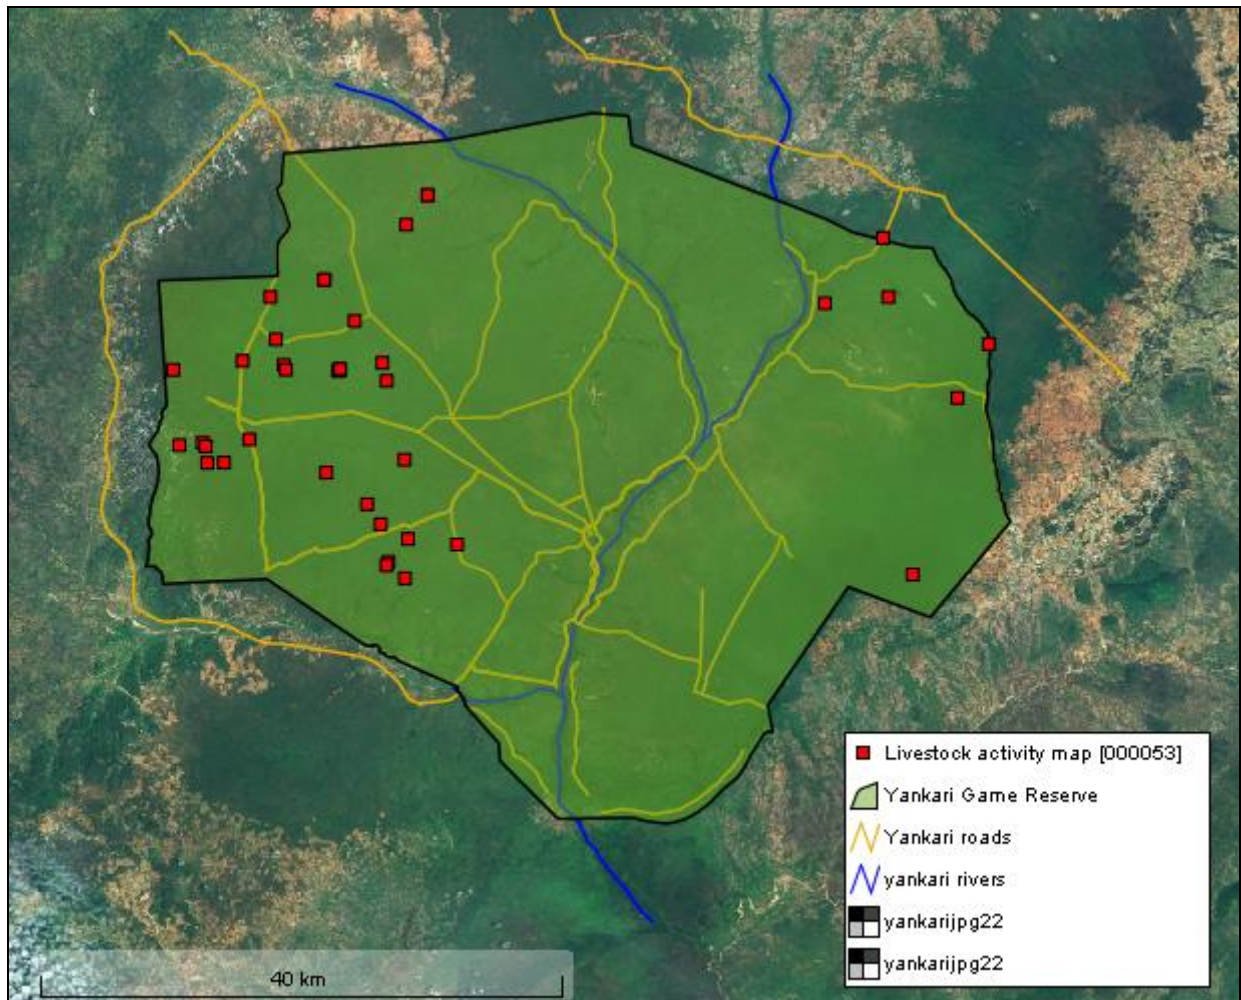 Livestock activity map [000053]
Yankari Game Reserve
Yankari roads
yankari rivers
yankarijpg22
yankarijpg22
40 km